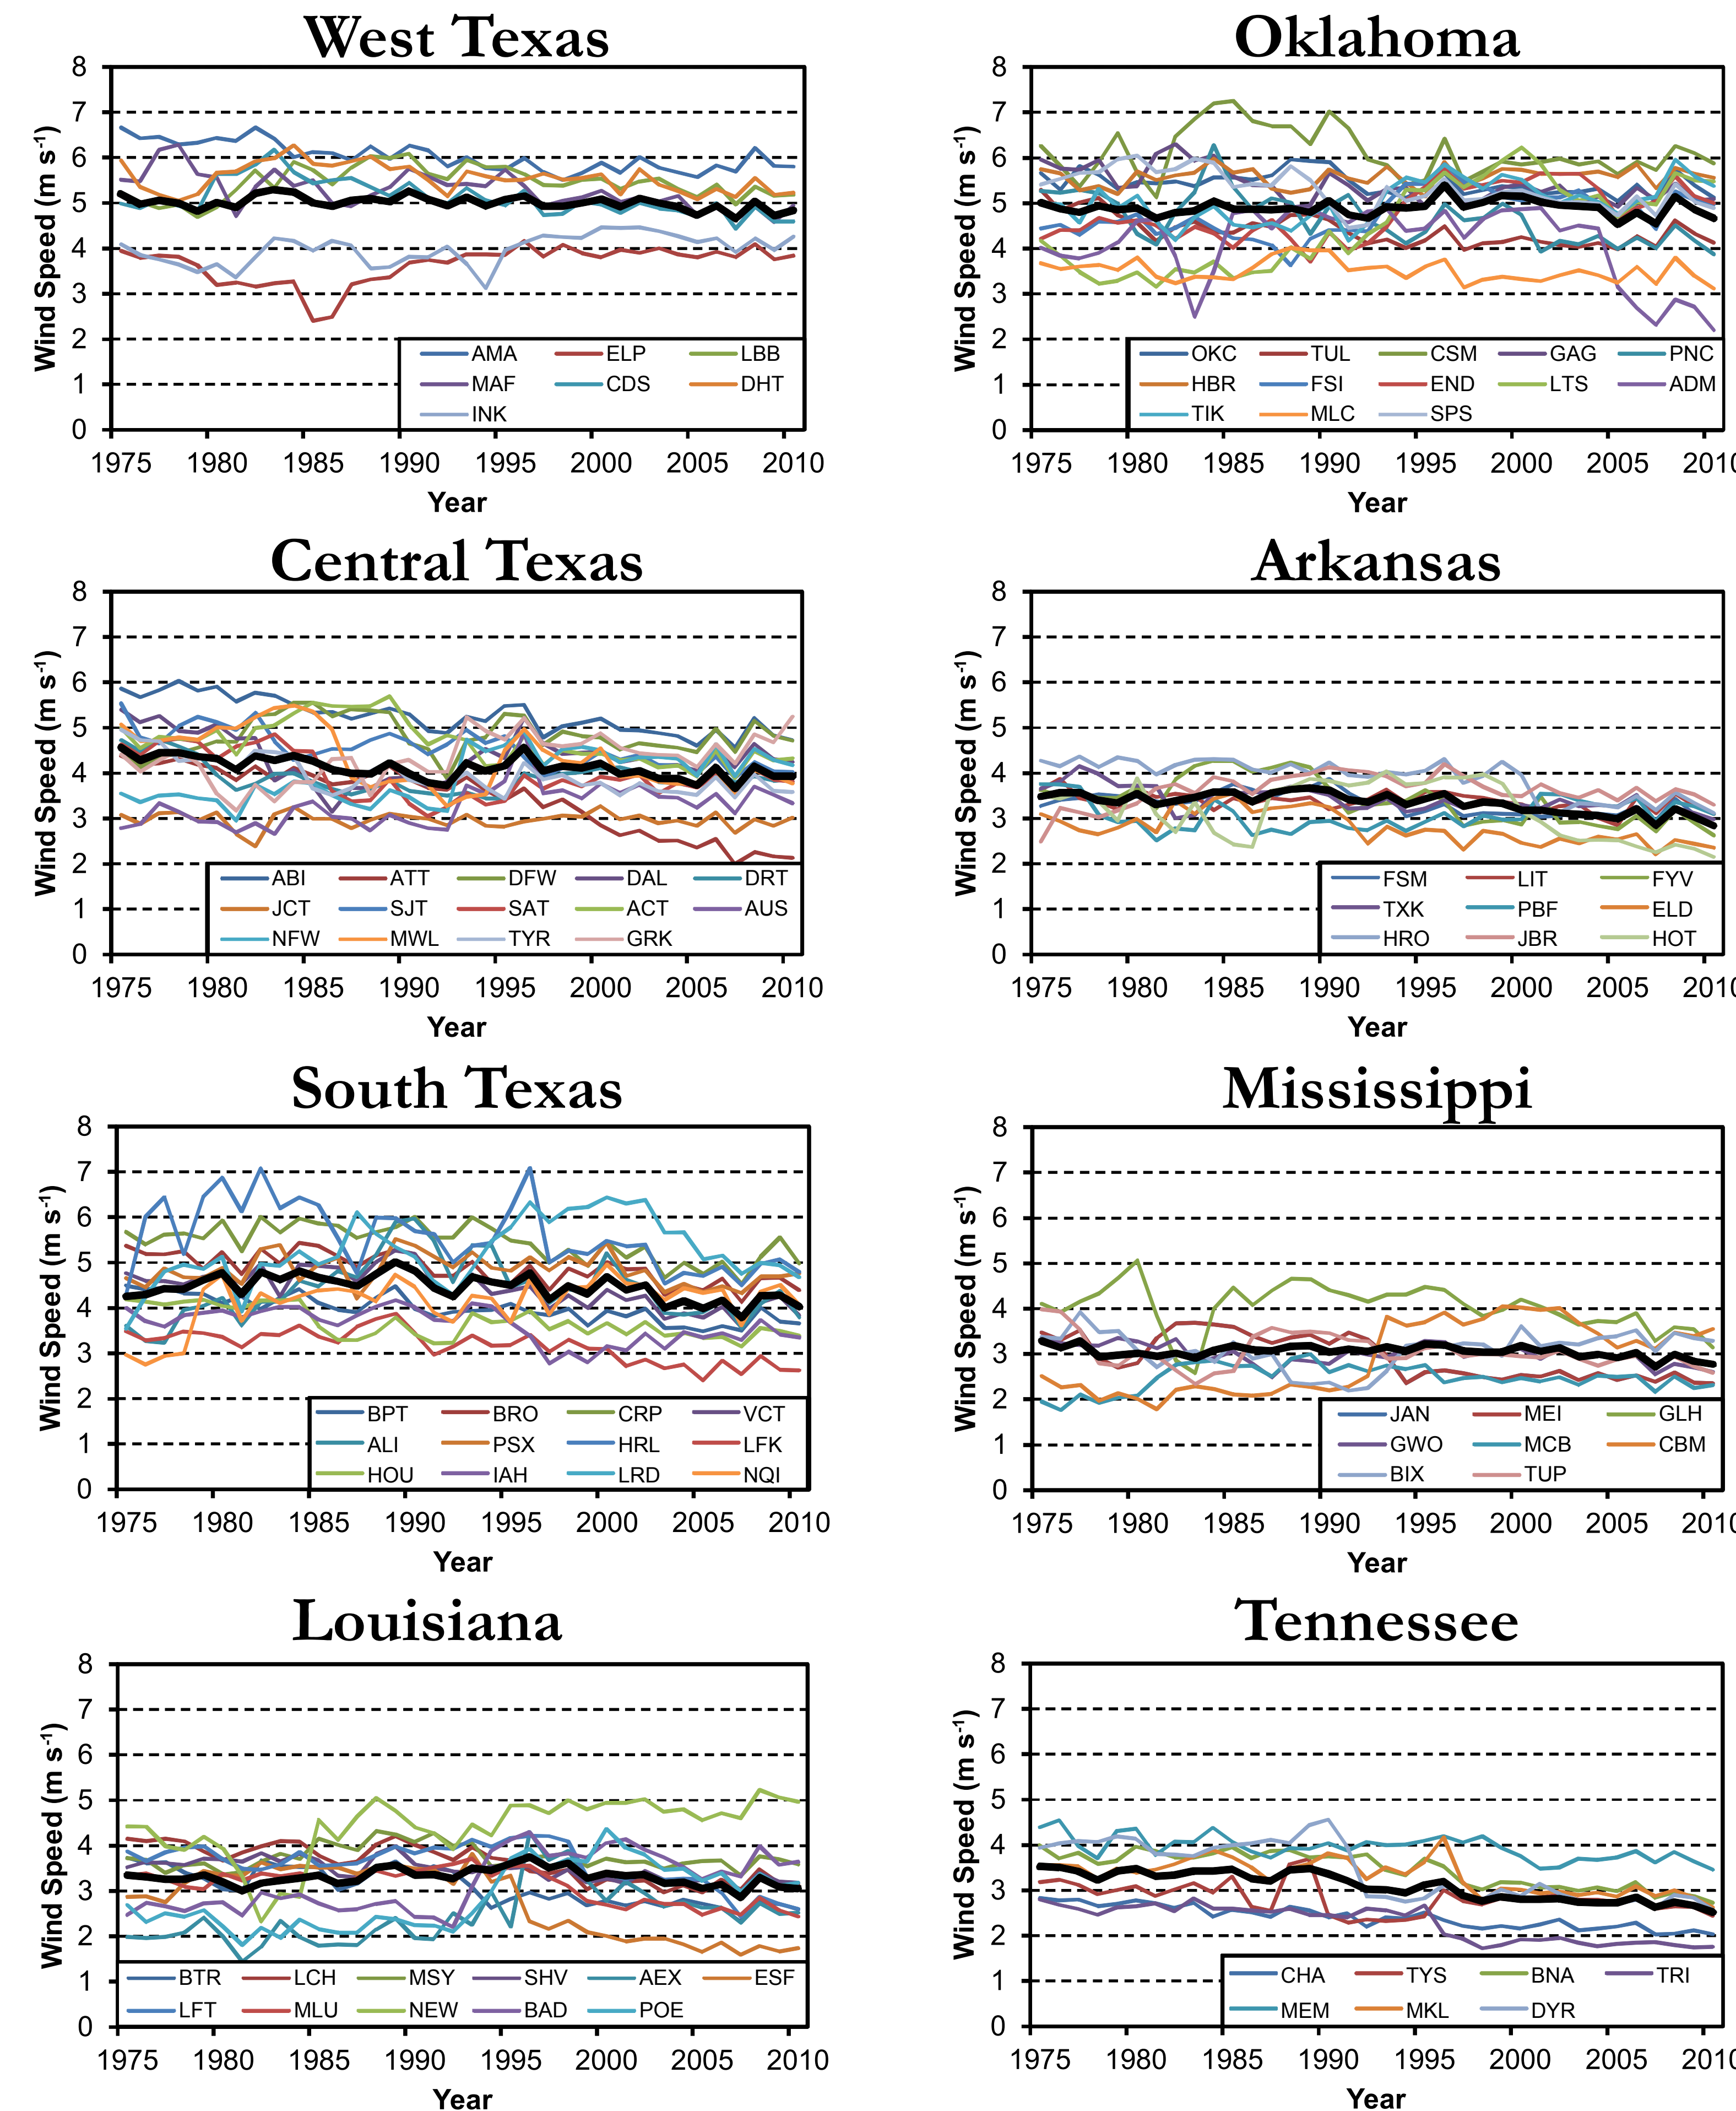 West Texas
8
7
6
5
4
3
2
1
0
Wind Speed (m s-1)
AMA ELP LBB
MAF CDS DHT
INK
1975 1980 1985 1990 1995 2000 2005 2010
Year
Oklahoma
8
7
6
5
4
3
2
1
0
Wind Speed (m s-1)
OKC TUL CSM GAG PNC
HBR FSI END LTS ADM
TIK MLC SPS
1975 1980 1985 1990 1995 2000 2005 2010
Year
Central Texas
8
7
6
5
4
3
2
1
0
Wind Speed (m s-1)
ABI ATT DFW DAL DRT
JCT SJT SAT ACT AUS
NFW MWL TYR GRK
1975 1980 1985 1990 1995 2000 2005 2010
Year
Arkansas
8
7
6
5
4
3
2
1
0
Wind Speed (m s-1)
FSM LIT FYV
TXK PBF ELD
HRO JBR HOT
1975 1980 1985 1990 1995 2000 2005 2010
Year
South Texas
8
7
6
5
4
3
2
1
0
Wind Speed (m s-1)
BPT BRO CRP VCT
ALI PSX HRL LFK
HOU IAH LRD NQI
1975 1980 1985 1990 1995 2000 2005 2010
Year
Mississippi
8
7
6
5
4
3
2
1
0
Wind Speed (m s-1)
JAN MEI GLH
GWO MCB CBM
BIX TUP
1975 1980 1985 1990 1995 2000 2005 2010
Year
Louisiana
8
7
6
5
4
3
2
1
0
Wind Speed (m s-1)
BTR LCH MSY SHV AEX ESF
LFT MLU NEW BAD POE
1975 1980 1985 1990 1995 2000 2005 2010
Year
Tennessee
8
7
6
5
4
3
2
1
0
Wind Speed (m s-1)
CHA TYS BNA TRI
MEM MKL DYR
1975 1980 1985 1990 1995 2000 2005 2010
Year